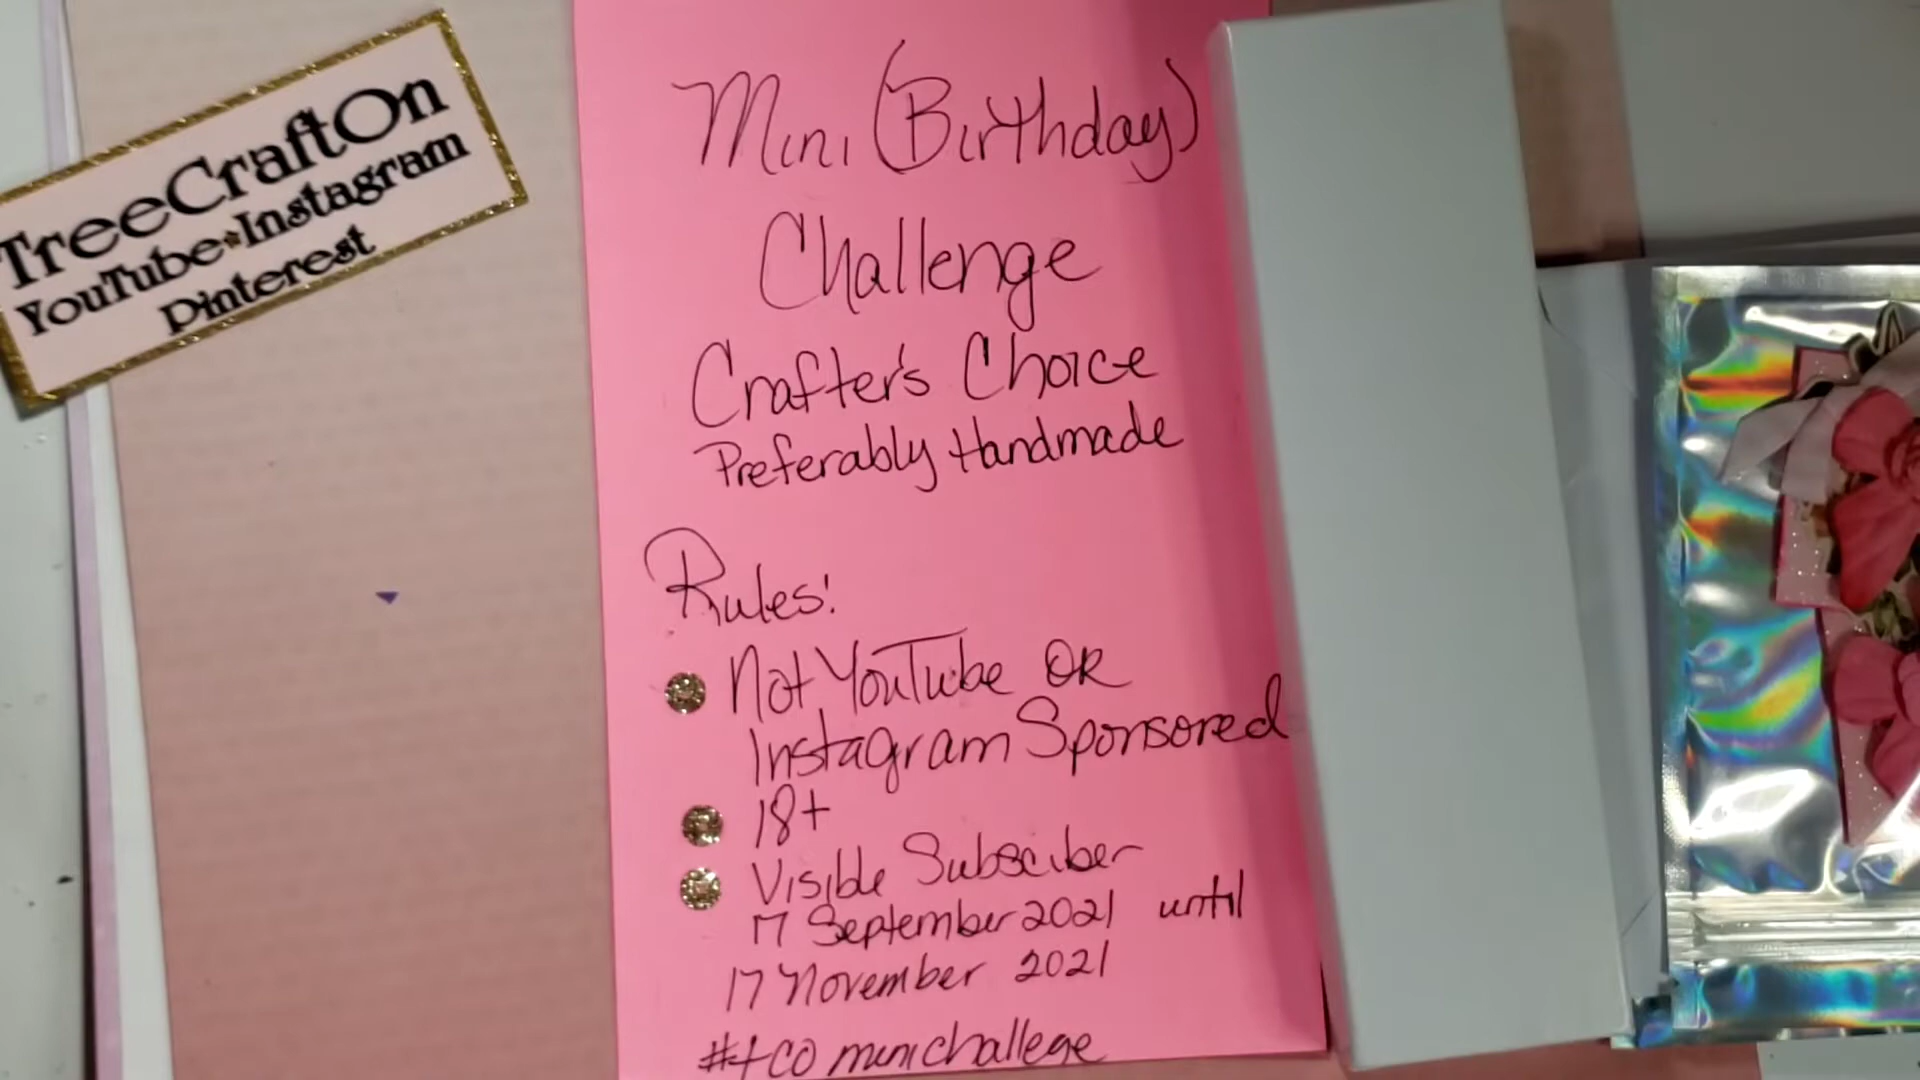 TreeCraftOn
YouTube•Instagram
Pinterest
Mini (Birthday)
Challenge
Crafter's Choice
Preferably Handmade
Rules:
Not YouTube OR
Instagram Sponsored
18+
Visible Subsciber
17 September 2021 until
17 November 2021
#tco minichallege